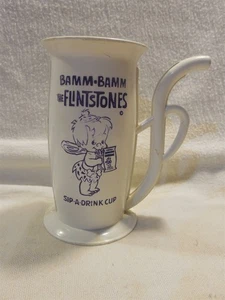 BAMM-BAMM
THE FLINTSTONES
SIP-A-DRINK CUP